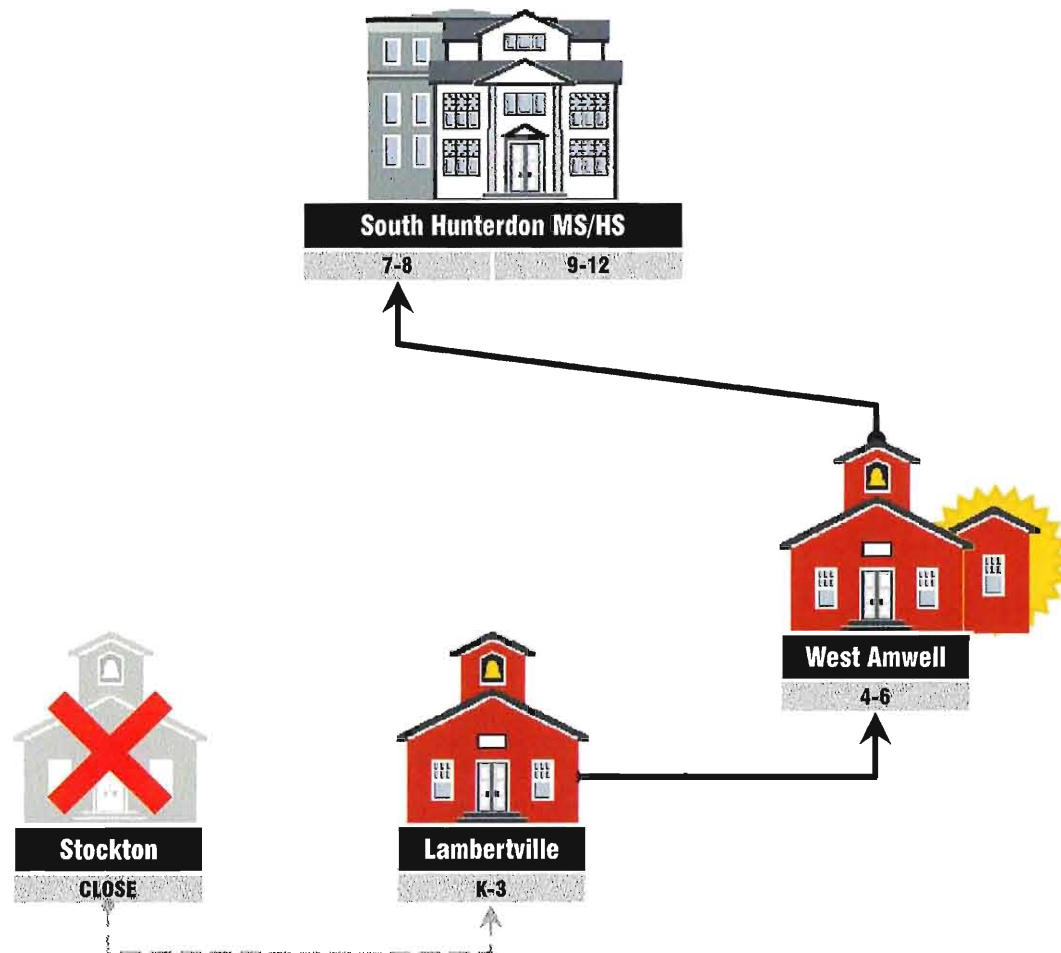 South Hunterdon MS/HS
7-8 9-12
West Amwell
4-6
Stockton
CLOSE
Lambertville
K-3